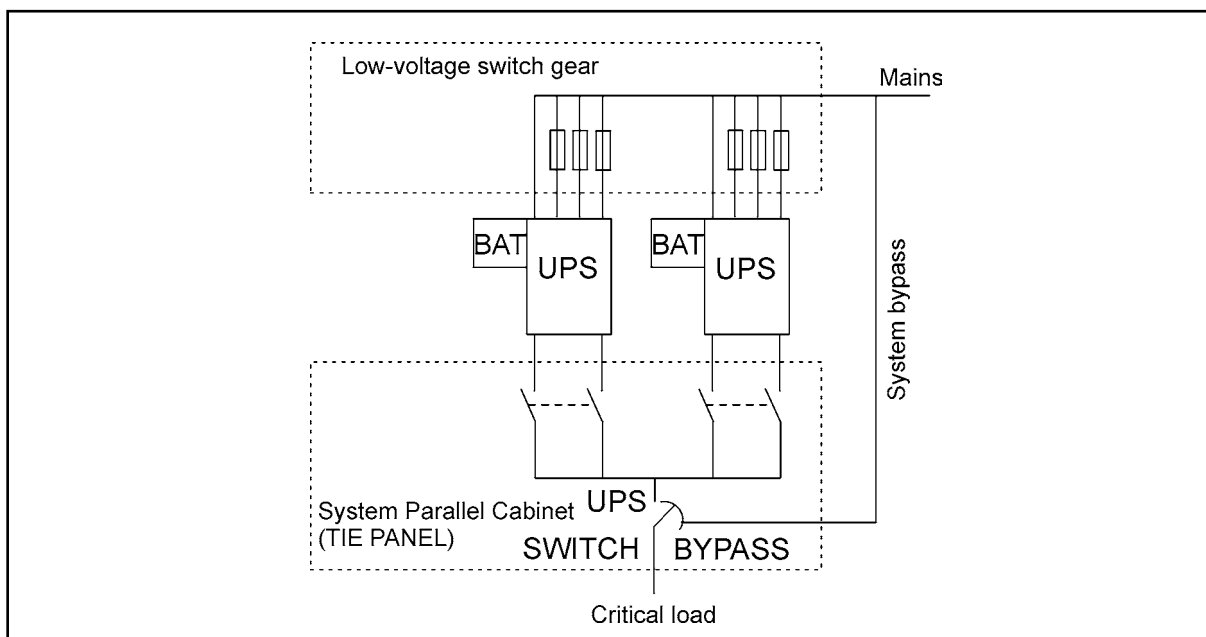 Low-voltage switch gear
Mains
BAT
UPS
BAT
UPS
System bypass
UPS
System Parallel Cabinet
(TIE PANEL)
SWITCH
BYPASS
Critical load